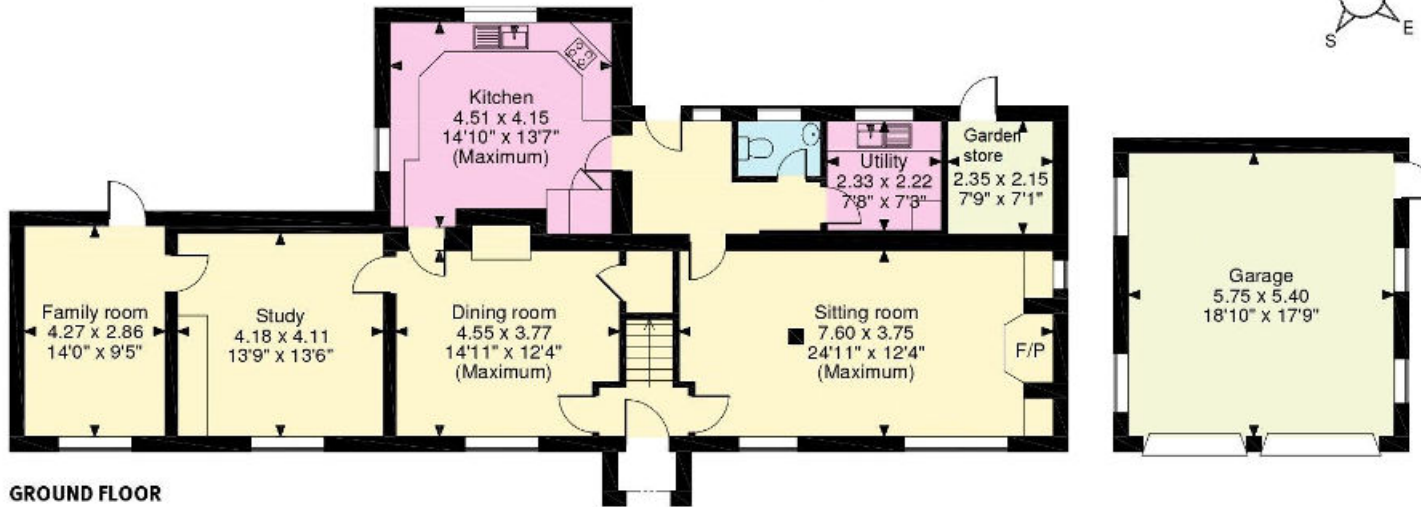 S
E
Kitchen
4.51 x 4.15
14'10" x 13'7"
(Maximum)
Utility
2.33 x 2.22
7'8" x 7'3"
Garden
store
2.35 x 2.15
7'9" x 7'1"
Family room
4.27 x 2.86
14'0" x 9'5"
Study
4.18 x 4.11
13'9" x 13'6"
Dining room
4.55 x 3.77
14'11" x 12'4"
(Maximum)
Sitting room
7.60 x 3.75
24'11" x 12'4"
(Maximum)
F/P
Garage
5.75 x 5.40
18'10" x 17'9"
GROUND FLOOR